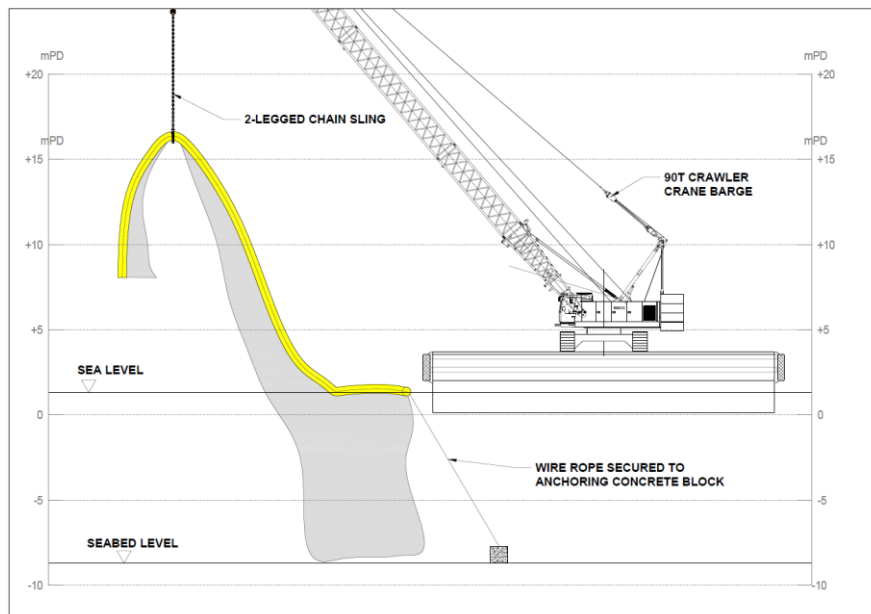 mPD
mPD
+20
+20
2-LEGGED CHAIN SLING
mPD
mPD
+15
+15
90T CRAWLER
CRANE BARGE
+10
+10
+5
+5
SEA LEVEL
0
0
WIRE ROPE SECURED TO
ANCHORING CONCRETE BLOCK
-5
-5
SEABED LEVEL
-10
-10